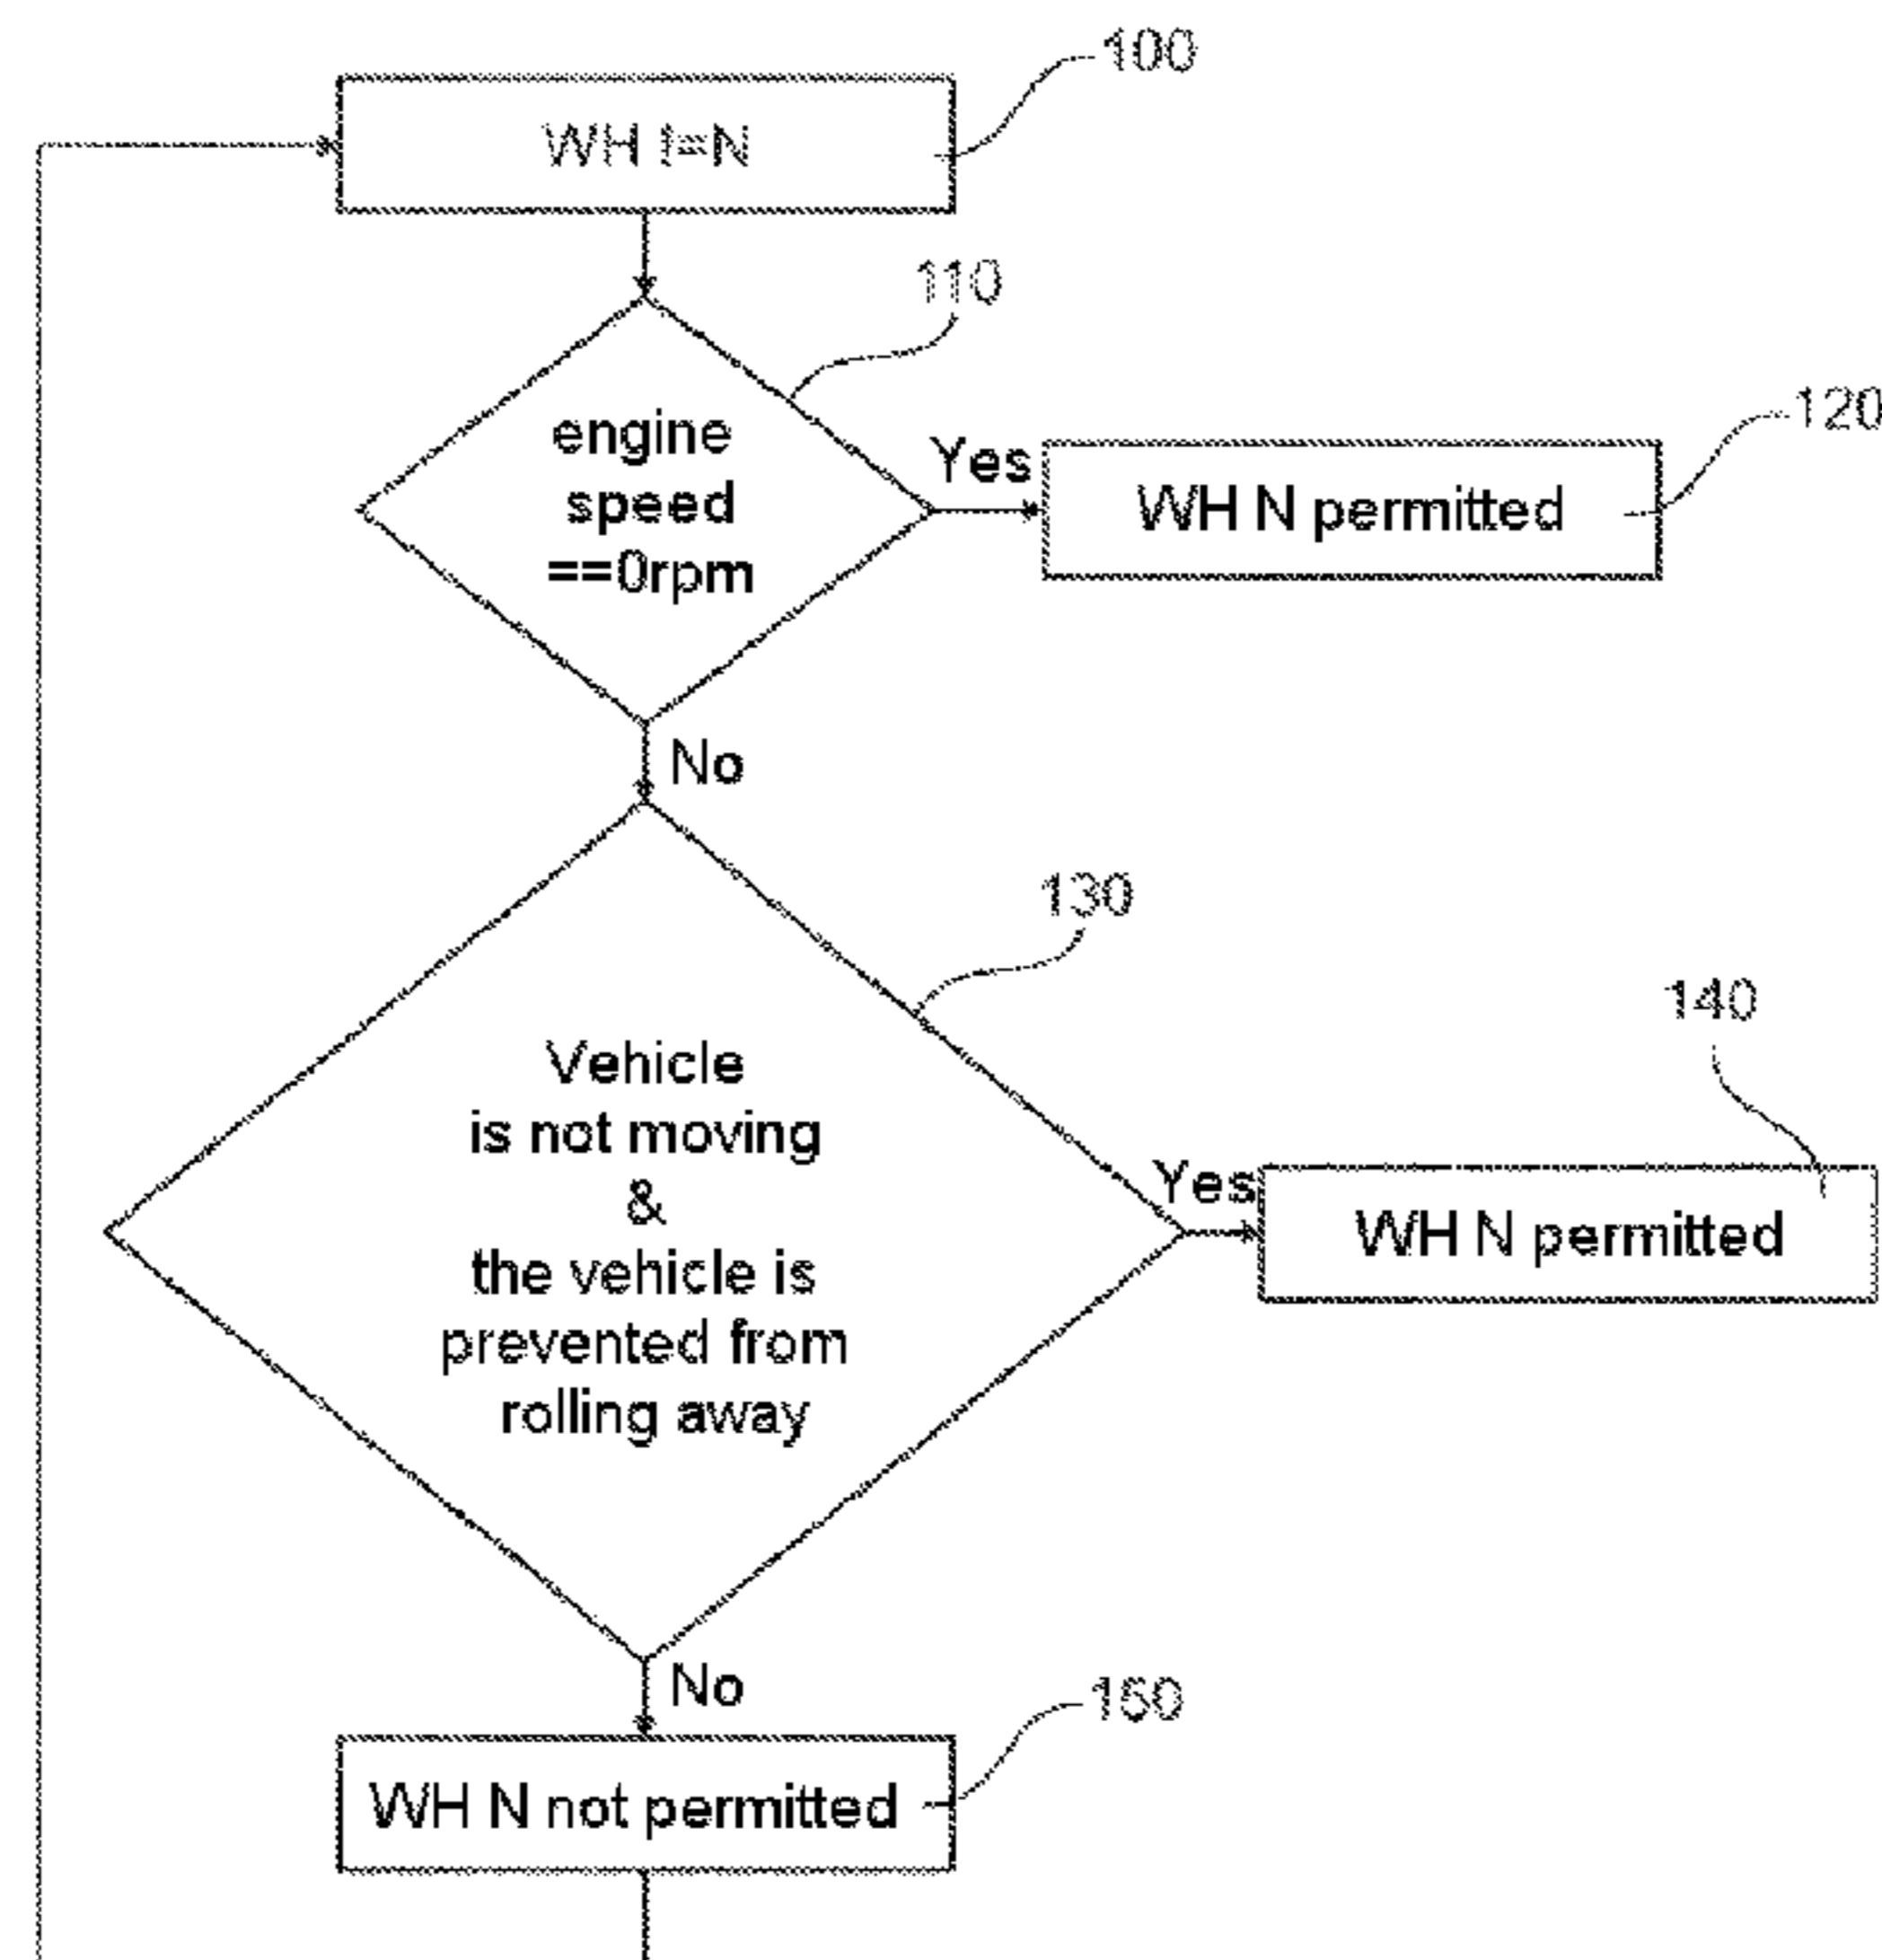 100
WH !=N
110
engine
speed
==0rpm
Yes
120
WH N permitted
No
130
Vehicle
is not moving
&
the vehicle is
prevented from
rolling away
140
Yes
WH N permitted
No
150
WH N not permitted